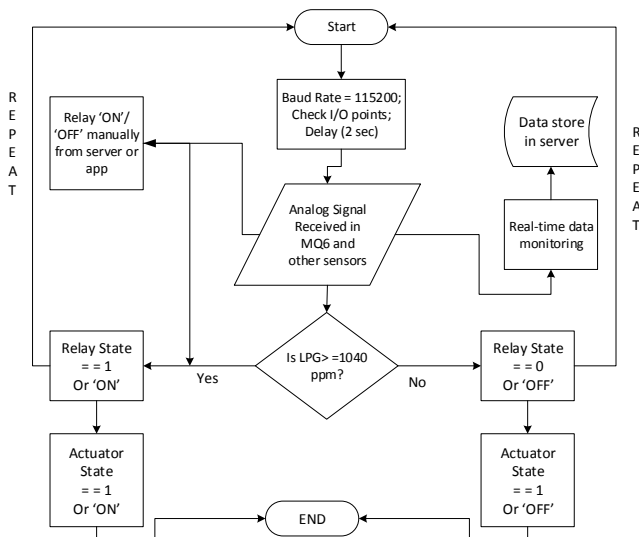 Start
R
E
P
E
A
T
Baud Rate = 115200;
Check I/O points;
Delay (2 sec)
Relay ‘ON’/
‘OFF’ manually
from server or
app
Data store
in server
R
E
P
E
A
T
Analog Signal
Received in
MQ6 and
other sensors
Real-time data
monitoring
Is LPG> =1040
ppm?
Yes
No
Relay State
= = 1
Or ‘ON’
Relay State
= = 0
Or ‘OFF’
Actuator
State
= = 1
Or ‘ON’
Actuator
State
= = 1
Or ‘OFF’
END